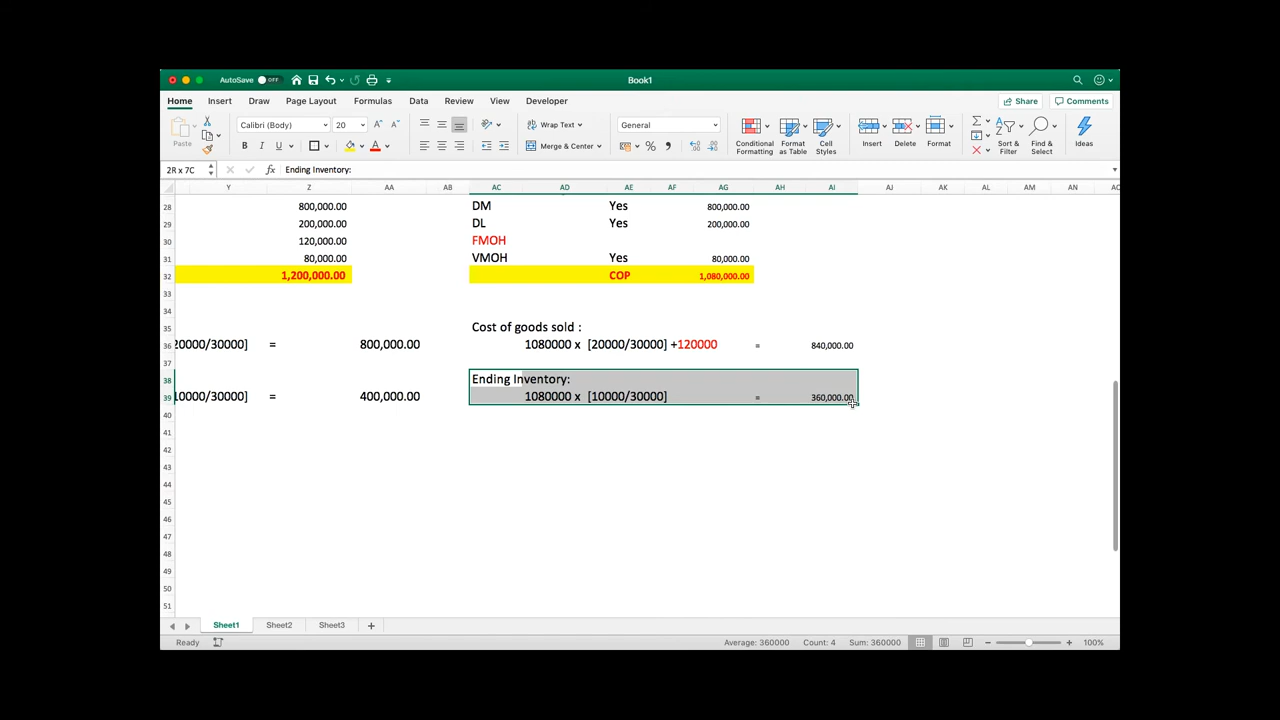 AutoSave OFF Book1
Home Insert Draw Page Layout Formulas Data Review View Developer Share Comments
Paste Calibri (Body) 20 A A Wrap Text General Conditional Formatting Format as Table Cell Styles Insert Delete Format Sort & Filter Find & Select Ideas
B I U A Merge & Center % ,
2R x 7C fx Ending Inventory:
Y Z AA AB AC AD AE AF AG AH AI AJ AK AL AM AN AC
28 800,000.00 DM Yes 800,000.00
29 200,000.00 DL Yes 200,000.00
30 120,000.00 FMOH
31 80,000.00 VMOH Yes 80,000.00
32 1,200,000.00 COP 1,080,000.00
33
34
35 Cost of goods sold :
36 20000/30000] = 800,000.00 1080000 x [20000/30000] +120000 = 840,000.00
37
38 Ending Inventory:
39 10000/30000] = 400,000.00 1080000 x [10000/30000] = 360,000.00
40
41
42
43
44
45
46
47
48
49
50
51
Sheet1 Sheet2 Sheet3 +
Ready Average: 360000 Count: 4 Sum: 360000 100%